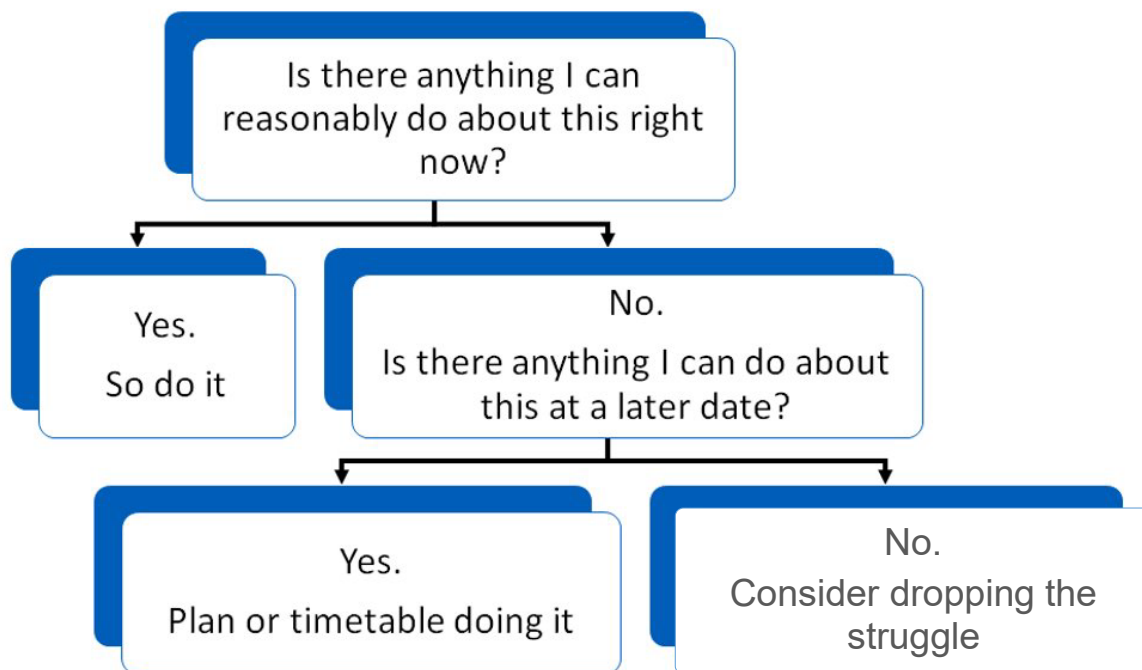 Is there anything I can
reasonably do about this right
now?
Yes.
So do it
No.
Is there anything I can do about
this at a later date?
Yes.
Plan or timetable doing it
No.
Consider dropping the
struggle